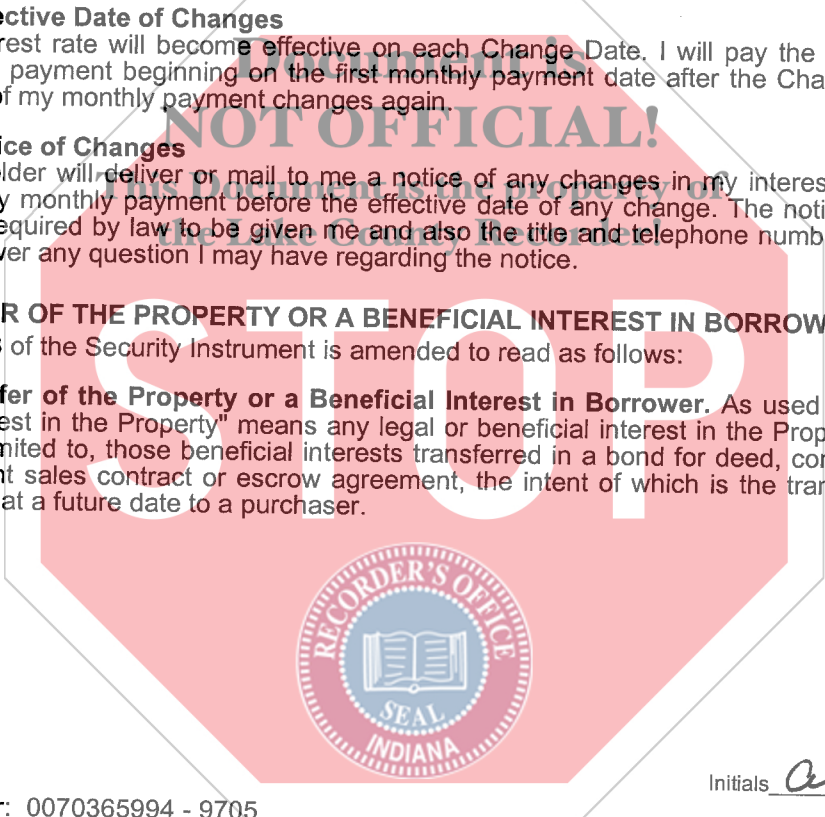 ective Date of Changes
rest rate will become effective on each Change Date. I will pay the
payment beginning on the first monthly payment date after the Cha
of my monthly payment changes again.
Document is
NOT OFFICIAL!
This Document is the property of
the Lake County Recorder!
ice of Changes
lder will deliver or mail to me a notice of any changes in my interes
y monthly payment before the effective date of any change. The noti
equired by law to be given me and also the title and telephone numb
ver any question I may have regarding the notice.
R OF THE PROPERTY OR A BENEFICIAL INTEREST IN BORROW
of the Security Instrument is amended to read as follows:
STOP
fer of the Property or a Beneficial Interest in Borrower. As used
est in the Property" means any legal or beneficial interest in the Prop
mited to, those beneficial interests transferred in a bond for deed, con
nt sales contract or escrow agreement, the intent of which is the tran
at a future date to a purchaser.
RECORDER'S OFFICE
SEAL
INDIANA
Initials
r: 0070365994 - 9705